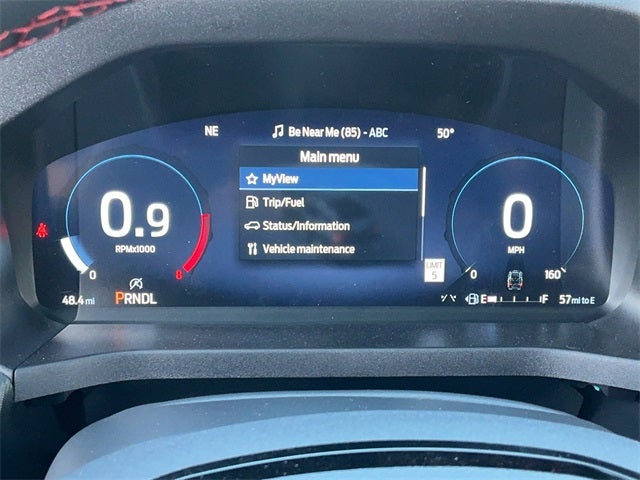 NE Be Near Me (85) - ABC 50°
Main menu
MyView
Trip/Fuel
Status/Information
Vehicle maintenance
0.9
RPMx1000
0 8
0
MPH
0 160
LIMIT
5
48.4 mi PRNDL E F 57 mi to E